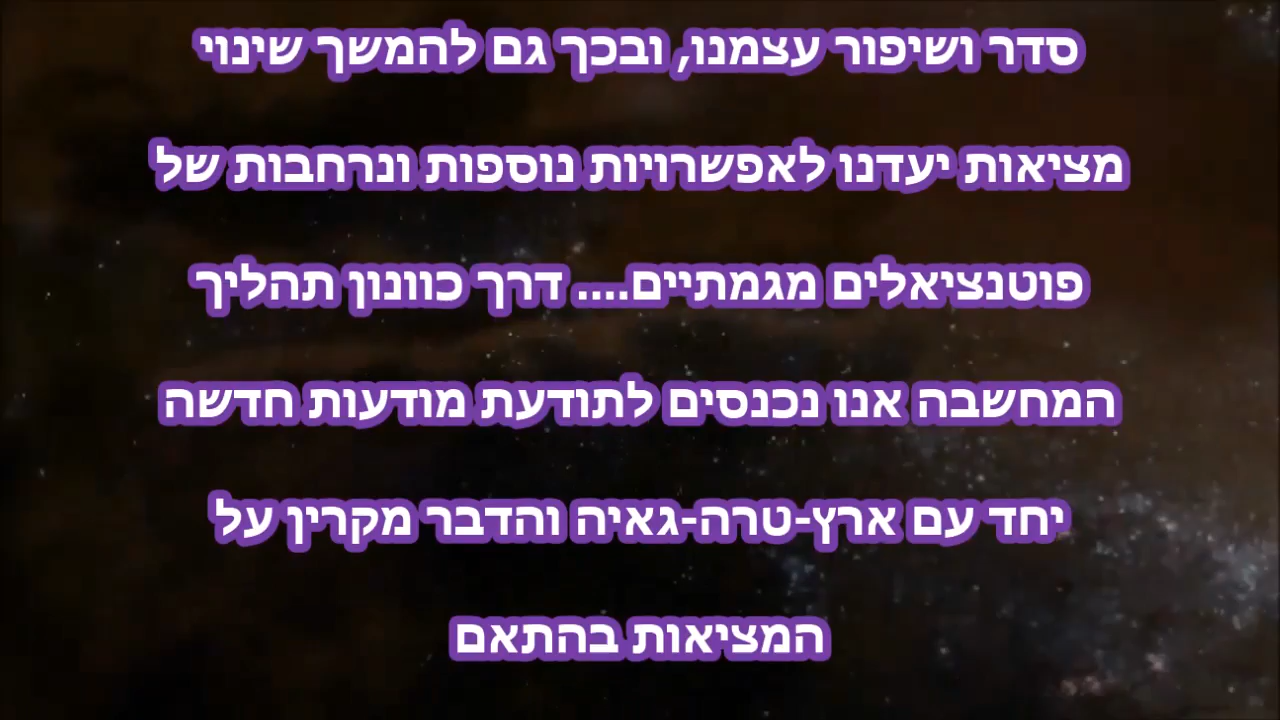 סדר ושיפור עצמנו, ובכך גם להמשך שינוי
מציאות יעדנו לאפשרויות נוספות ונרחבות של
פוטנציאלים מגמתיים.... דרך כוונון תהליך
המחשבה אנו נכנסים לתודעת מודעות חדשה
יחד עם ארץ-טרה-גאיה והדבר מקרין על
המציאות בהתאם